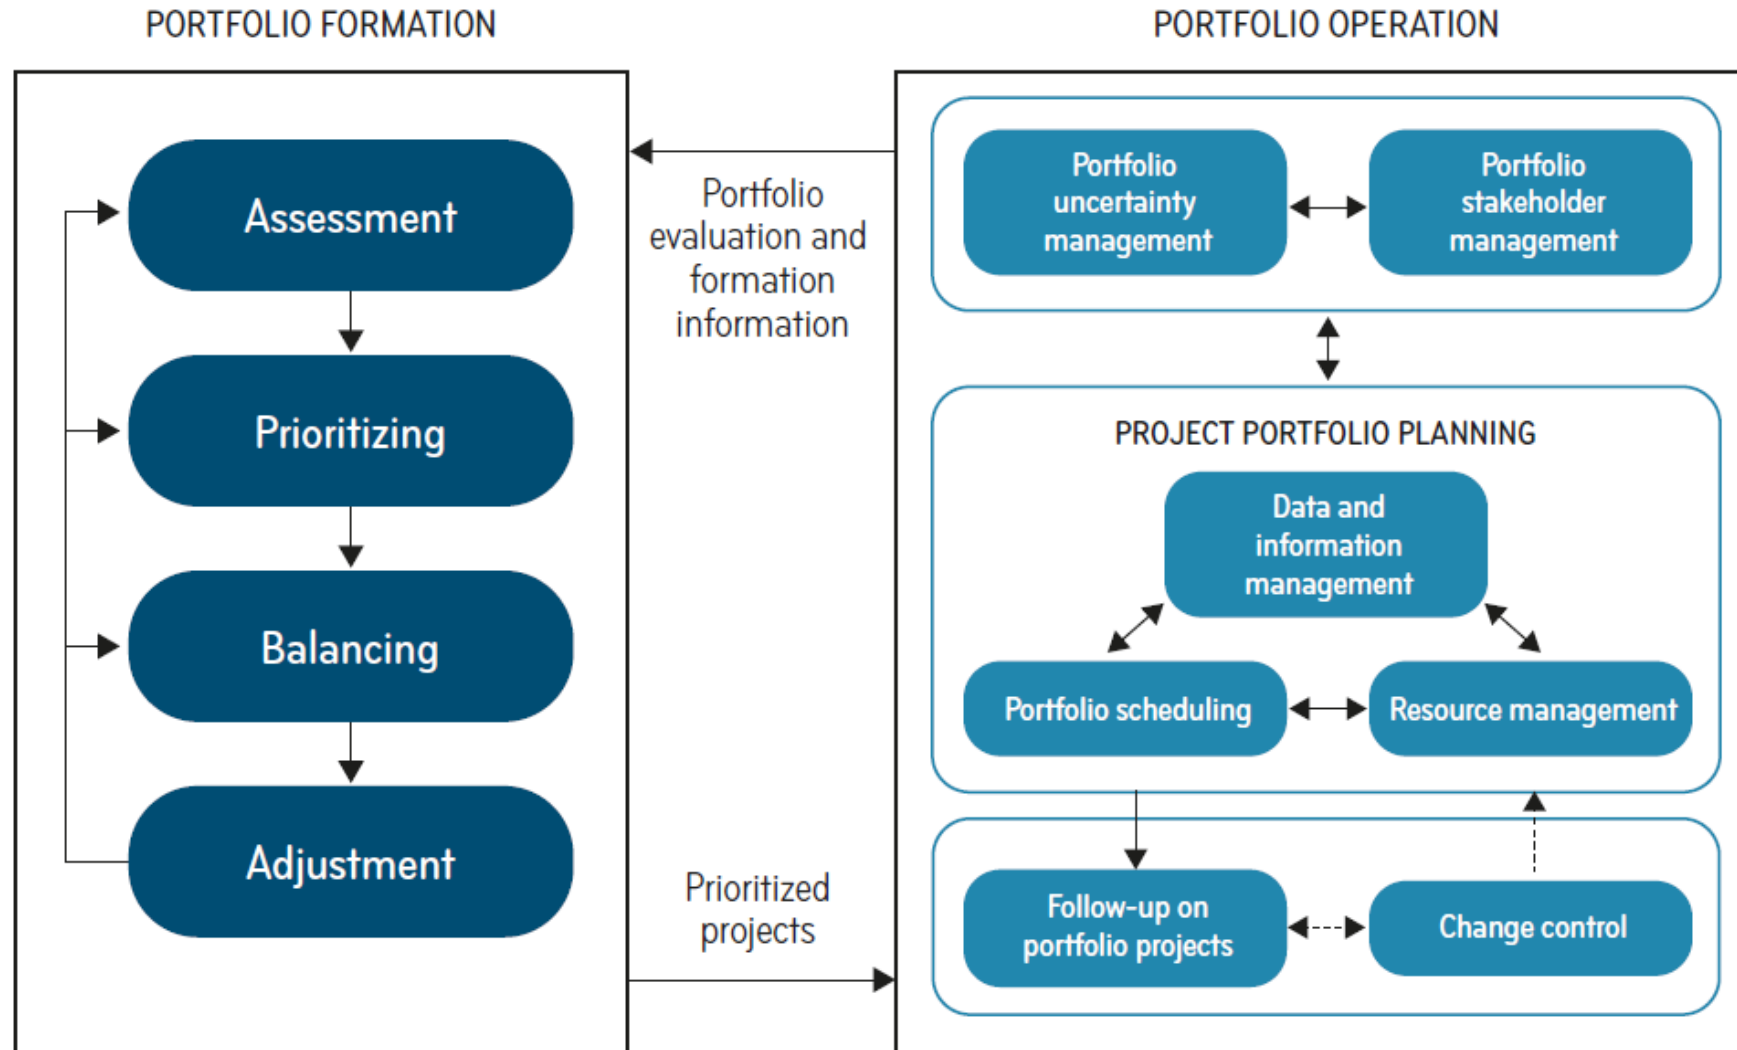 PORTFOLIO FORMATION
Assessment
Prioritizing
Balancing
Adjustment
Portfolio
evaluation and
formation
information
Prioritized
projects
PORTFOLIO OPERATION
Portfolio
uncertainty
management
Portfolio
stakeholder
management
PROJECT PORTFOLIO PLANNING
Data and
information
management
Portfolio scheduling
Resource management
Follow-up on
portfolio projects
Change control